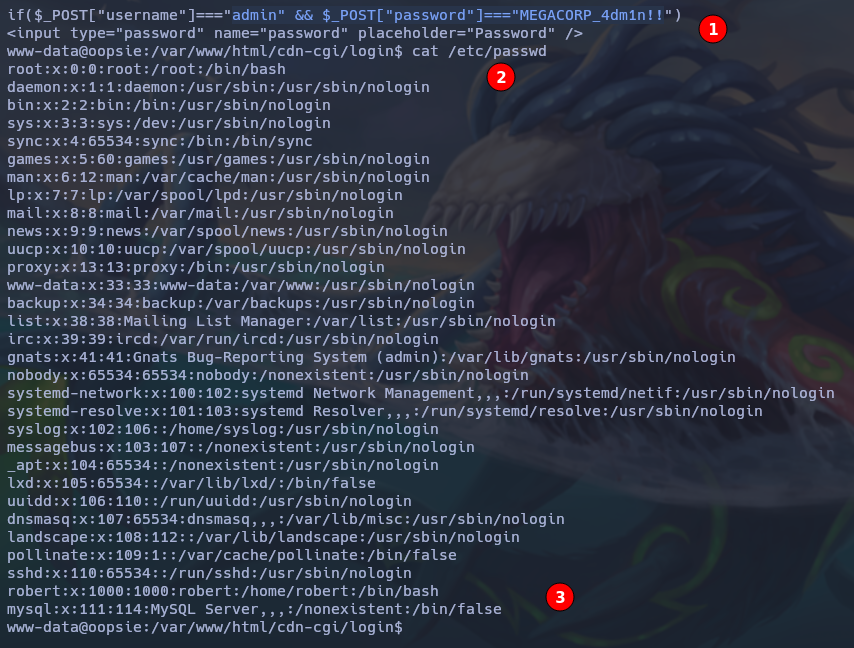 if($_POST["username"]==="admin" && $_POST["password"]==="MEGACORP_4dm1n!!")
1
<input type="password" name="password" placeholder="Password" />
www-data@oopsie:/var/www/html/cdn-cgi/login$ cat /etc/passwd
root:x:0:0:root:/root:/bin/bash
2
daemon:x:1:1:daemon:/usr/sbin:/usr/sbin/nologin
bin:x:2:2:bin:/bin:/usr/sbin/nologin
sys:x:3:3:sys:/dev:/usr/sbin/nologin
sync:x:4:65534:sync:/bin:/bin/sync
games:x:5:60:games:/usr/games:/usr/sbin/nologin
man:x:6:12:man:/var/cache/man:/usr/sbin/nologin
lp:x:7:7:lp:/var/spool/lpd:/usr/sbin/nologin
mail:x:8:8:mail:/var/mail:/usr/sbin/nologin
news:x:9:9:news:/var/spool/news:/usr/sbin/nologin
uucp:x:10:10:uucp:/var/spool/uucp:/usr/sbin/nologin
proxy:x:13:13:proxy:/bin:/usr/sbin/nologin
www-data:x:33:33:www-data:/var/www:/usr/sbin/nologin
backup:x:34:34:backup:/var/backups:/usr/sbin/nologin
list:x:38:38:Mailing List Manager:/var/list:/usr/sbin/nologin
irc:x:39:39:ircd:/var/run/ircd:/usr/sbin/nologin
gnats:x:41:41:Gnats Bug-Reporting System (admin):/var/lib/gnats:/usr/sbin/nologin
nobody:x:65534:65534:nobody:/nonexistent:/usr/sbin/nologin
systemd-network:x:100:102:systemd Network Management,,,:/run/systemd/netif:/usr/sbin/nologin
systemd-resolve:x:101:103:systemd Resolver,,,:/run/systemd/resolve:/usr/sbin/nologin
syslog:x:102:106::/home/syslog:/usr/sbin/nologin
messagebus:x:103:107::/nonexistent:/usr/sbin/nologin
_apt:x:104:65534::/nonexistent:/usr/sbin/nologin
lxd:x:105:65534::/var/lib/lxd/:/bin/false
uuidd:x:106:110::/run/uuidd:/usr/sbin/nologin
dnsmasq:x:107:65534:dnsmasq,,,:/var/lib/misc:/usr/sbin/nologin
landscape:x:108:112::/var/lib/landscape:/usr/sbin/nologin
pollinate:x:109:1::/var/cache/pollinate:/bin/false
sshd:x:110:65534::/run/sshd:/usr/sbin/nologin
robert:x:1000:1000:robert:/home/robert:/bin/bash
3
mysql:x:111:114:MySQL Server,,,:/nonexistent:/bin/false
www-data@oopsie:/var/www/html/cdn-cgi/login$